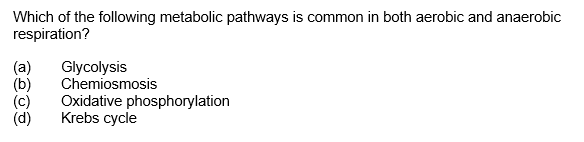 Which of the following metabolic pathways is common in both aerobic and anaerobic
respiration?
(a) Glycolysis
(b) Chemiosmosis
(c) Oxidative phosphorylation
(d) Krebs cycle